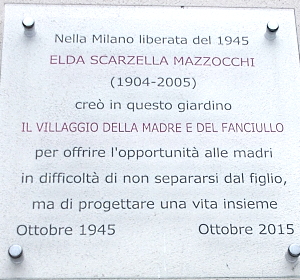 Nella Milano liberata del 1945
ELDA SCARZELLA MAZZOCCHI
(1904-2005)
creò in questo giardino
IL VILLAGGIO DELLA MADRE E DEL FANCIULLO
per offrire l'opportunità alle madri
in difficoltà di non separarsi dal figlio,
ma di progettare una vita insieme
Ottobre 1945 Ottobre 2015